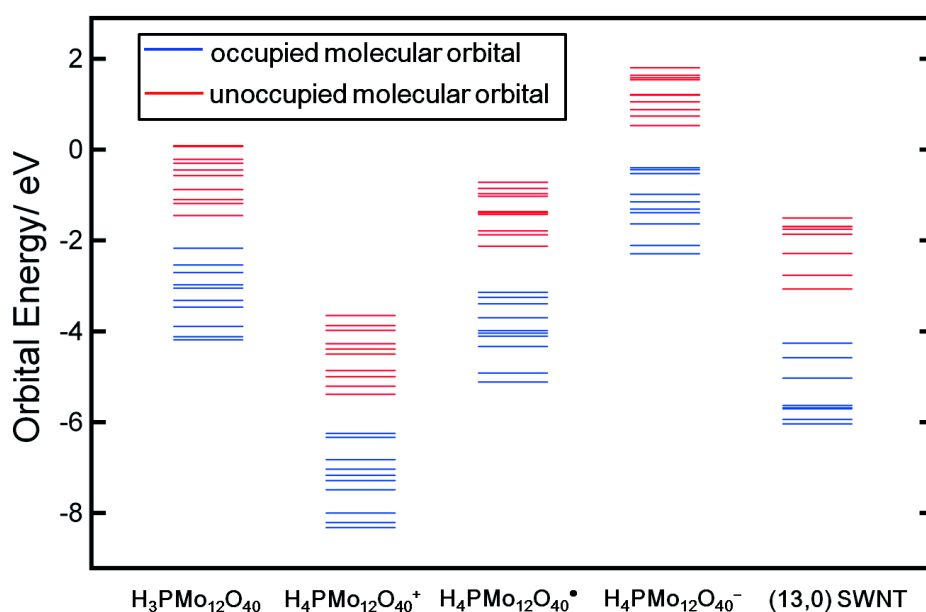 occupied molecular orbital
unoccupied molecular orbital
Orbital Energy/ eV
2
0
-2
-4
-6
-8
H₃PMo₁₂O₄₀
H₄PMo₁₂O₄₀⁺
H₄PMo₁₂O₄₀•
H₄PMo₁₂O₄₀⁻
(13,0) SWNT